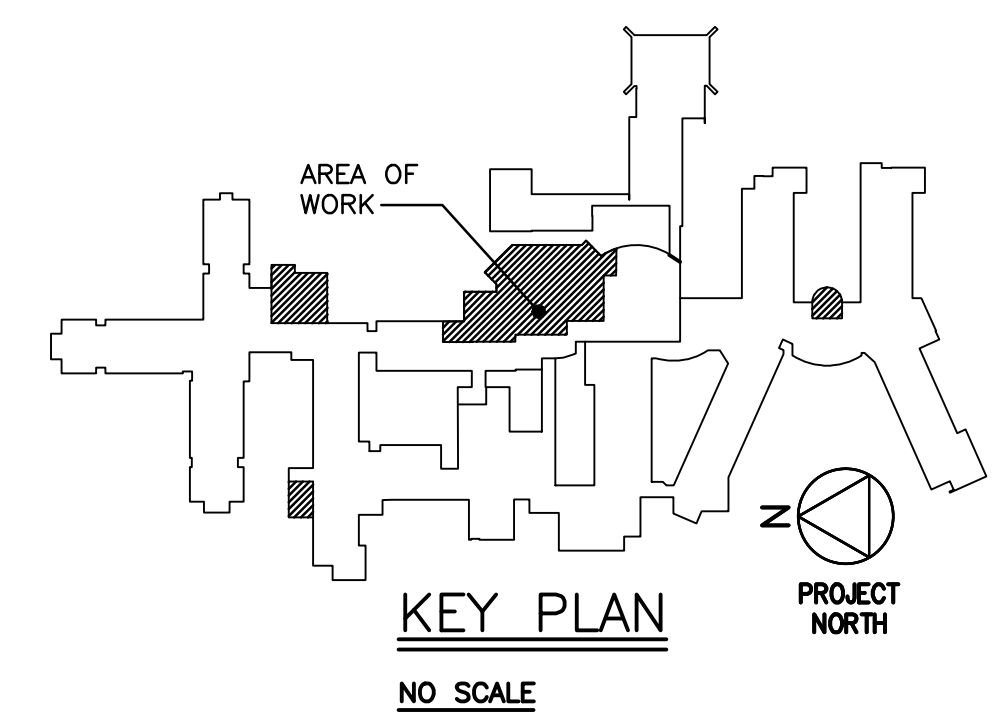 AREA OF
WORK
N
PROJECT
NORTH
KEY PLAN
NO SCALE